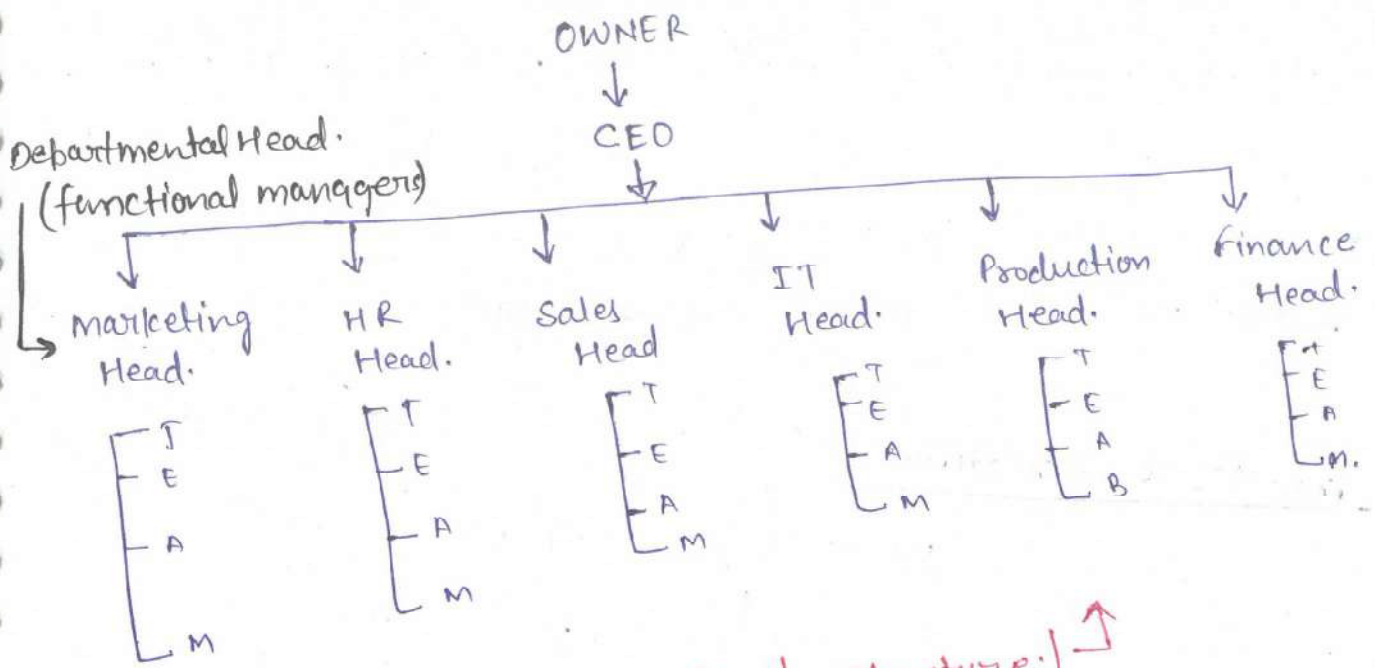 OWNER
CEO
Departmental Head.
(functional managers)
Marketing Head.
HR Head.
Sales Head
IT Head.
Production Head.
Finance Head.
T
E
A
M
T
E
A
M
T
E
A
M
T
E
A
M
T
E
A
B
E
A
M.